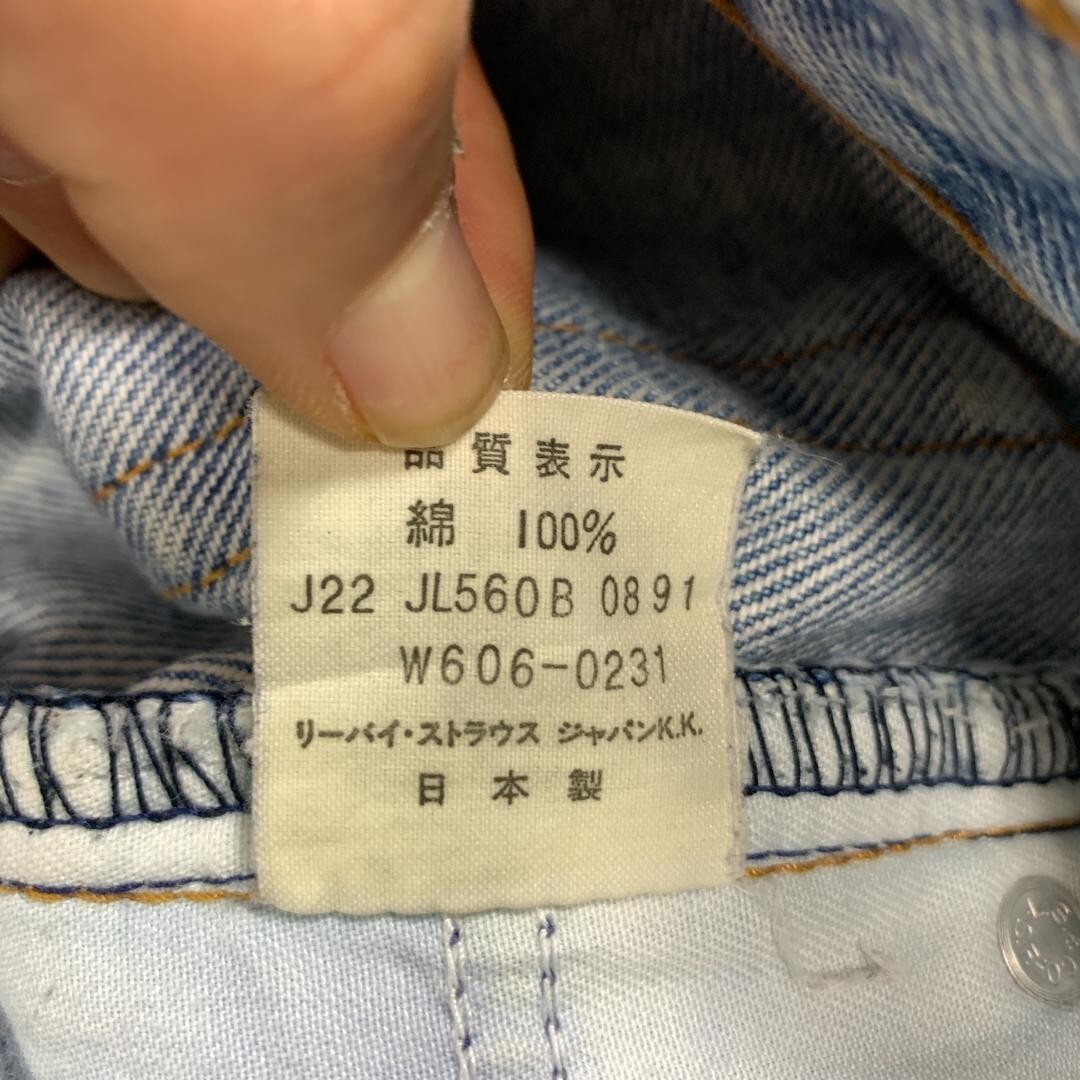 品質表示
綿 100%
J22 JL560B 0891
W606-0231
リーバイ・ストラウス ジャパンK.K.
日本製